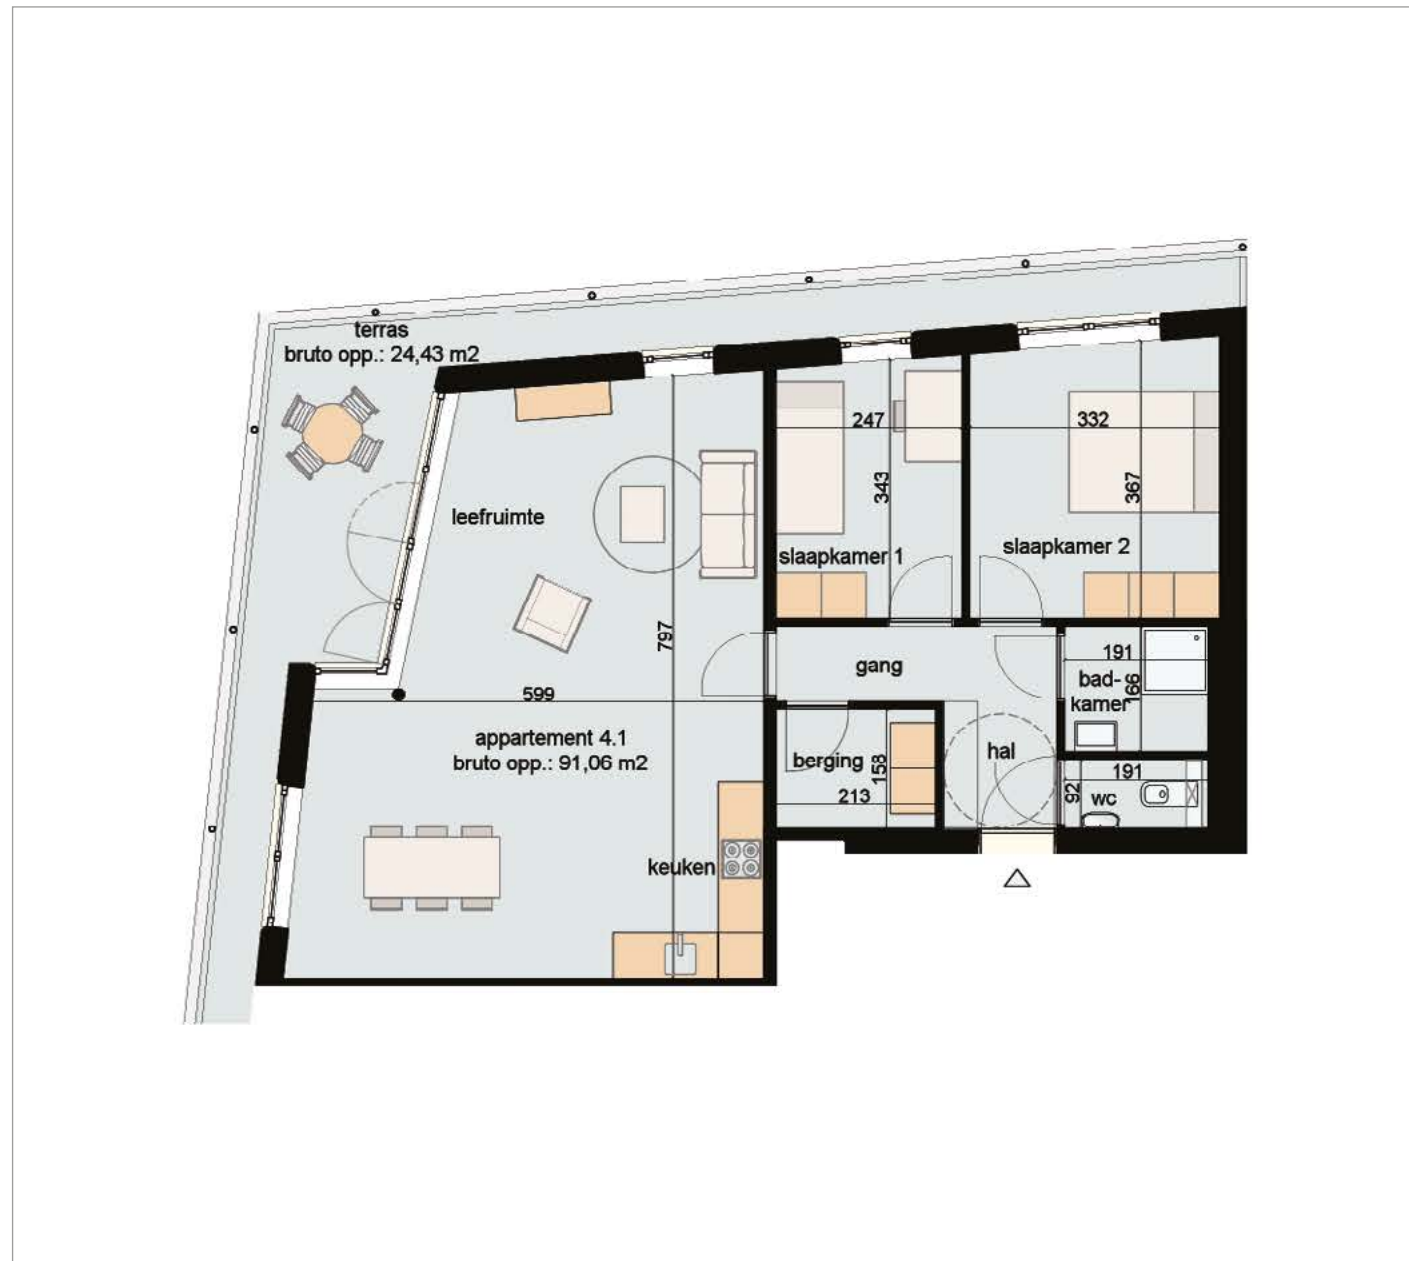 terras
bruto opp.: 24,43 m2
247
332
343
367
leefruimte
slaapkamer 1
slaapkamer 2
797
gang
191
bad-
kamer
166
599
appartement 4.1
bruto opp.: 91,06 m2
berging
158
213
hal
191
92
wc
keuken